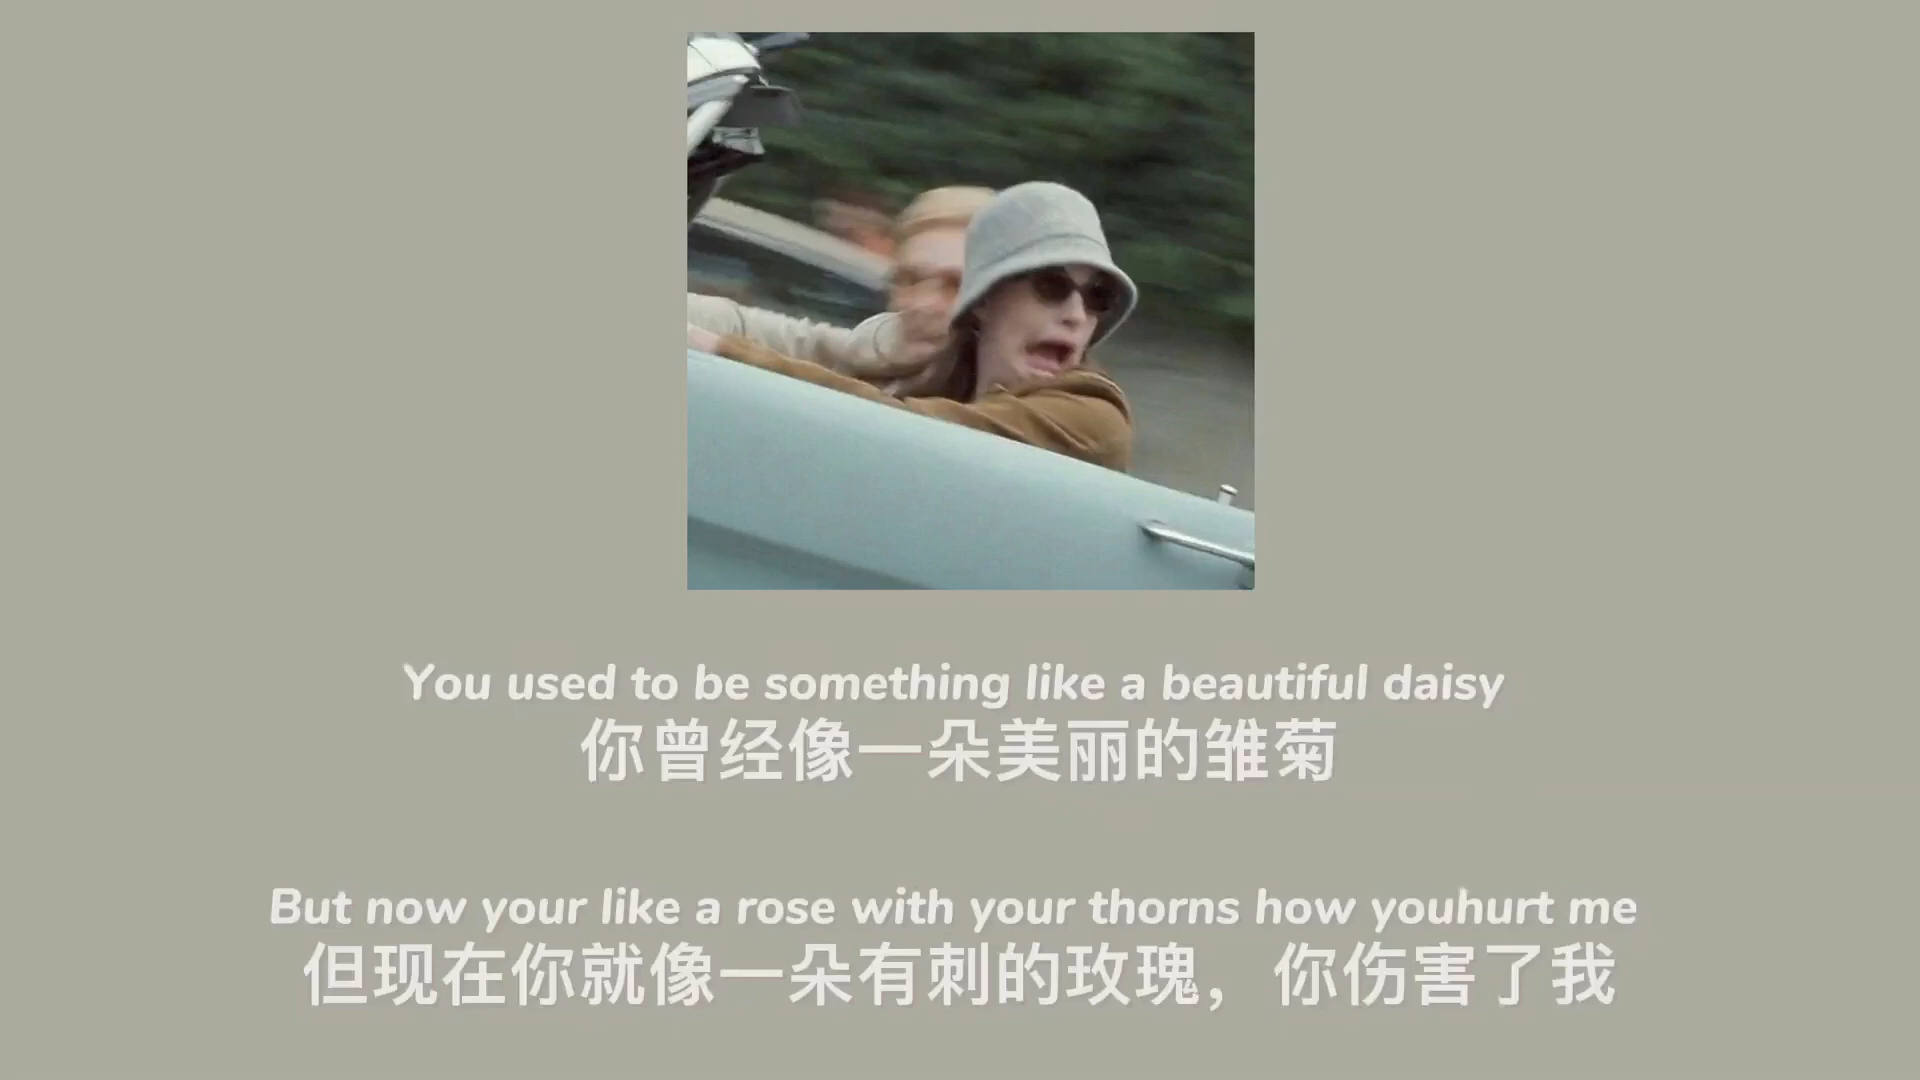 You used to be something like a beautiful daisy
你曾经像一朵美丽的雏菊
But now your like a rose with your thorns how youhurt me
但现在你就像一朵有刺的玫瑰，你伤害了我